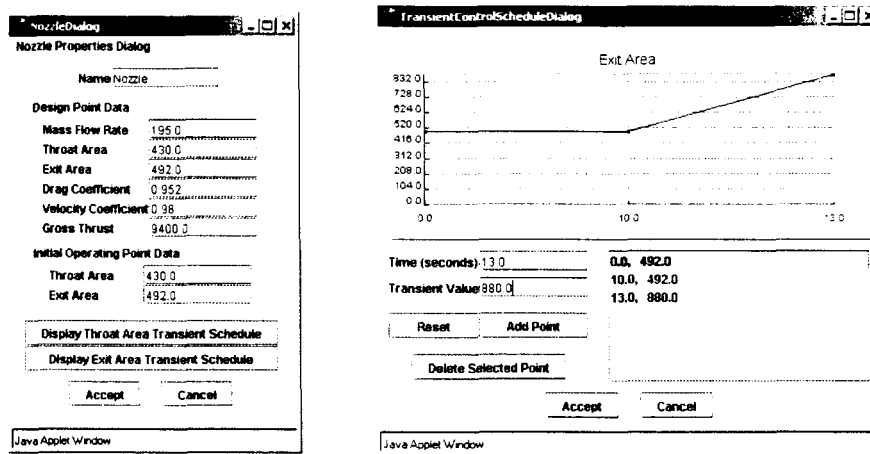 NozzleDialog
Nozzle Properties Dialog
Name Nozzle
Design Point Data
Mass Flow Rate 195.0
Throat Area 430.0
Exit Area 492.0
Drag Coefficient 0.952
Velocity Coefficient 0.98
Gross Thrust 9400.0
Initial Operating Point Data
Throat Area 430.0
Exit Area 492.0
Display Throat Area Transient Schedule
Display Exit Area Transient Schedule
Accept Cancel
Java Applet Window
TransientControlScheduleDialog
Exit Area
832.0
728.0
624.0
520.0
416.0
312.0
208.0
104.0
0.0
0.0 10.0 13.0
Time (seconds) 13.0
Transient Value 880.0
0.0, 492.0
10.0, 492.0
13.0, 880.0
Reset Add Point
Delete Selected Point
Accept Cancel
Java Applet Window